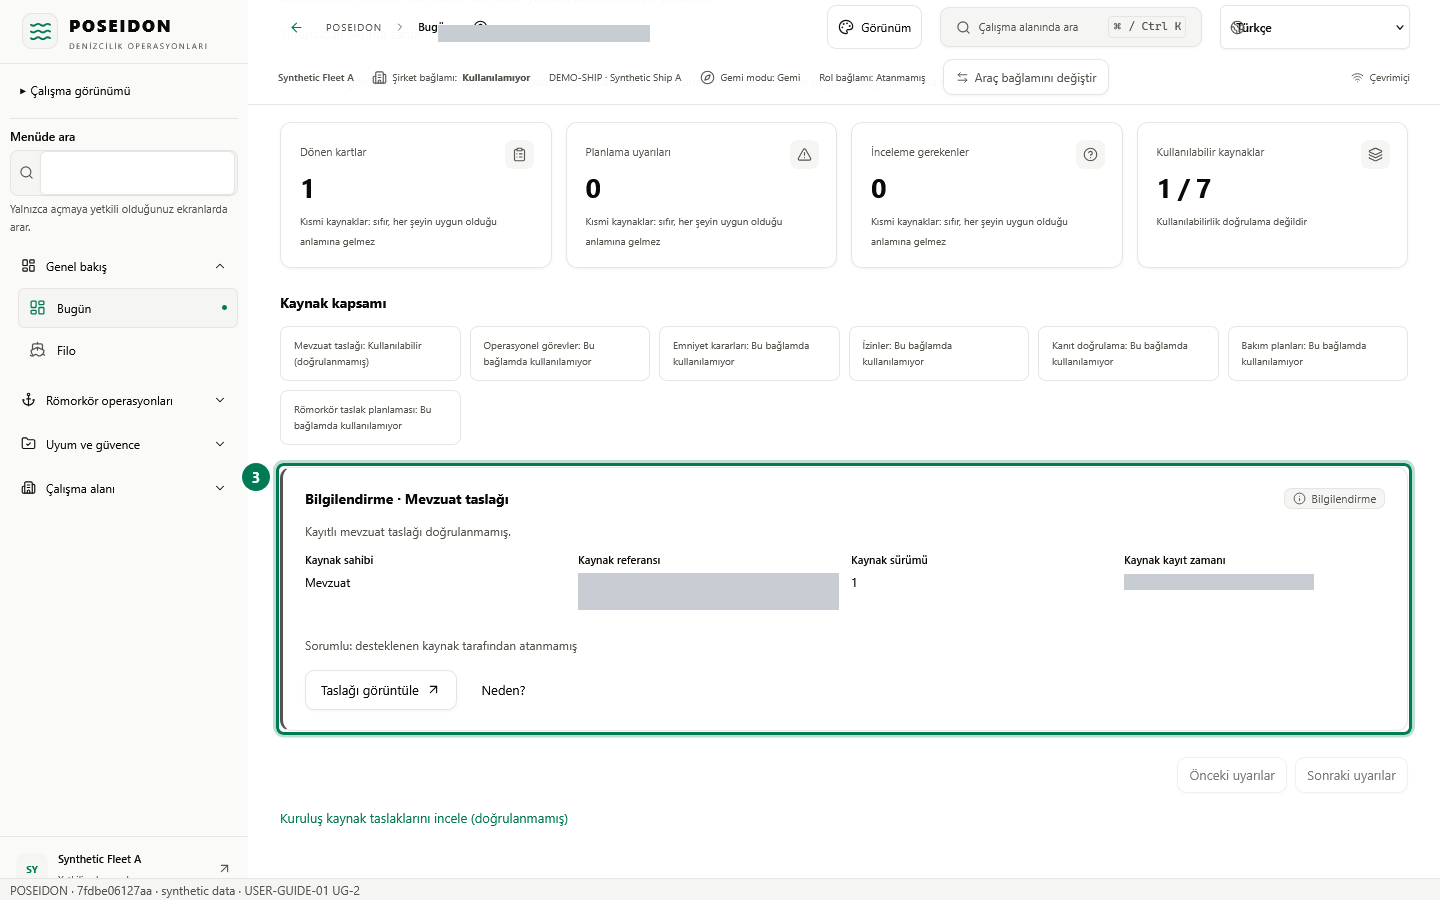 POSEIDON
DENİZCİLİK OPERASYONLARI
Çalışma görünümü
Menüde ara
Yalnızca açmaya yetkili olduğunuz ekranlarda
arar.
Genel bakış
Bugün
Filo
Römorkör operasyonları
Uyum ve güvence
Çalışma alanı
SY
Synthetic Fleet A
POSEIDON
Görünüm
Çalışma alanında ara
⌘ / Ctrl K
Türkçe
Synthetic Fleet A
Şirket bağlamı: Kullanılamıyor
DEMO-SHIP · Synthetic Ship A
Gemi modu: Gemi
Rol bağlamı: Atanmamış
Araç bağlamını değiştir
Çevrimiçi
Dönen kartlar
1
Kısmi kaynaklar: sıfır, her şeyin uygun olduğu
anlamına gelmez
Planlama uyarıları
0
Kısmi kaynaklar: sıfır, her şeyin uygun olduğu
anlamına gelmez
İnceleme gerekenler
0
Kısmi kaynaklar: sıfır, her şeyin uygun olduğu
anlamına gelmez
Kullanılabilir kaynaklar
1 / 7
Kullanılabilirlik doğrulama değildir
Kaynak kapsamı
Mevzuat taslağı: Kullanılabilir
(doğrulanmamış)
Operasyonel görevler: Bu
bağlamda kullanılamıyor
Emniyet kararları: Bu bağlamda
kullanılamıyor
İzinler: Bu bağlamda
kullanılamıyor
Kanıt doğrulama: Bu bağlamda
kullanılamıyor
Bakım planları: Bu bağlamda
kullanılamıyor
Römorkör taslak planlaması: Bu
bağlamda kullanılamıyor
3
Bilgilendirme · Mevzuat taslağı
Bilgilendirme
Kayıtlı mevzuat taslağı doğrulanmamış.
Kaynak sahibi
Mevzuat
Kaynak referansı
Kaynak sürümü
1
Kaynak kayıt zamanı
Sorumlu: desteklenen kaynak tarafından atanmamış
Taslağı görüntüle
Neden?
Önceki uyarılar
Sonraki uyarılar
Kuruluş kaynak taslaklarını incele (doğrulanmamış)
POSEIDON · 7fdbe06127aa · synthetic data · USER-GUIDE-01 UG-2